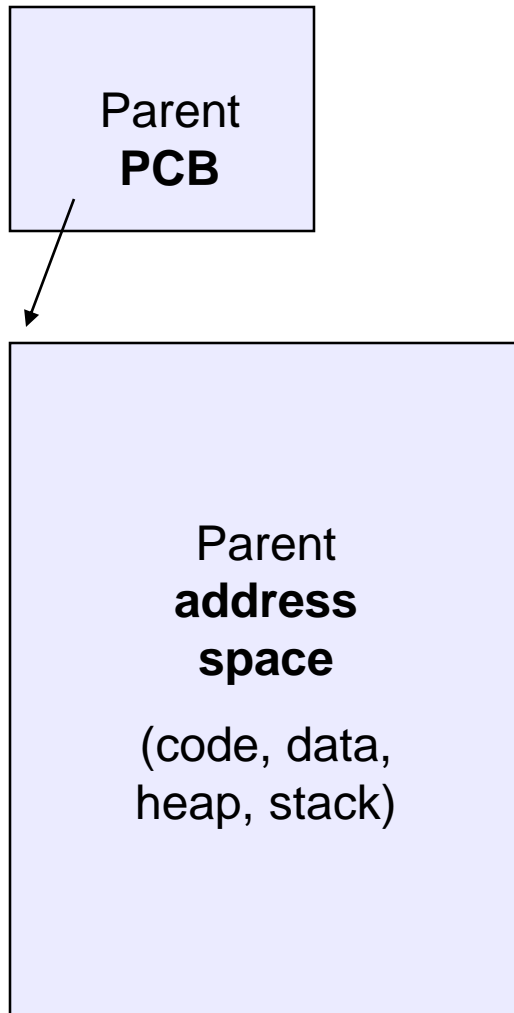 Parent
PCB
Parent
address
space
(code, data,
heap, stack)